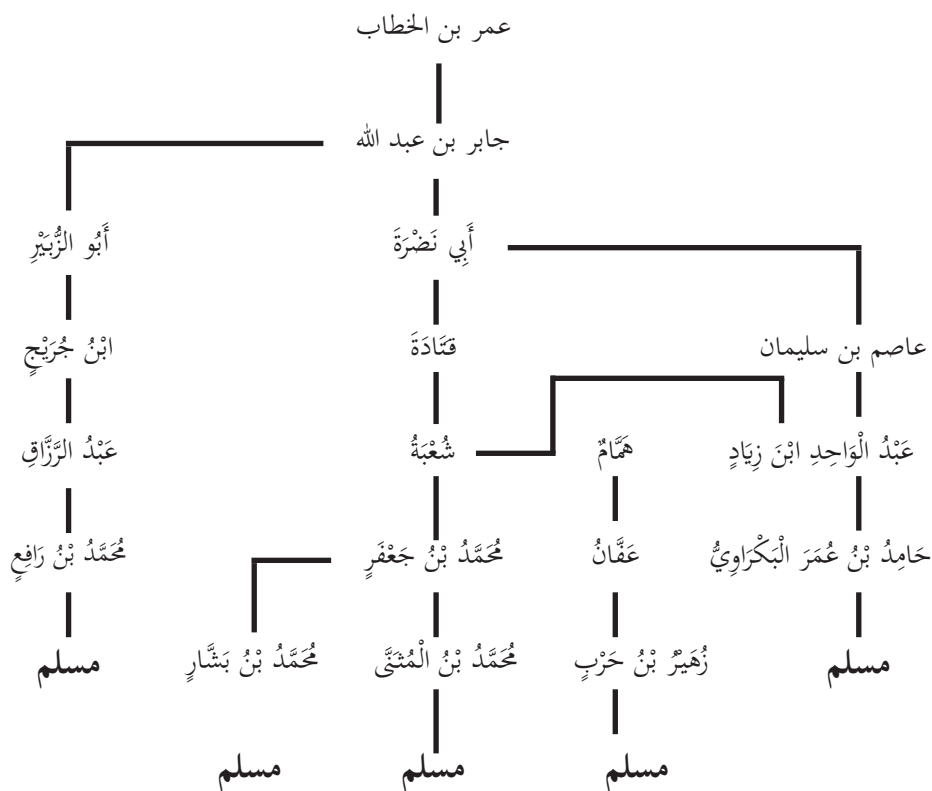 عمر بن الخطاب
جابر بن عبد الله
أَبِي نَضْرَةَ
أَبُو الزُّبَيْرِ
عاصم بن سليمان
قَتَادَةَ
ابْنُ جُرَيْجٍ
عَبْدُ الْوَاحِدِ ابْنَ زِيَادٍ
هَمَّامٌ
شُعْبَةُ
عَبْدُ الرَّزَّاقِ
حَامِدُ بْنُ عُمَرَ الْبَكْرَاوِيُّ
عَفَّانُ
مُحَمَّدُ بْنُ جَعْفَرٍ
مُحَمَّدُ بْنُ رَافِعٍ
مسلم
زُهَيْرُ بْنُ حَرْبٍ
مُحَمَّدُ بْنُ الْمُثَنَّى
مُحَمَّدُ بْنُ بَشَّارٍ
مسلم
مسلم
مسلم
مسلم